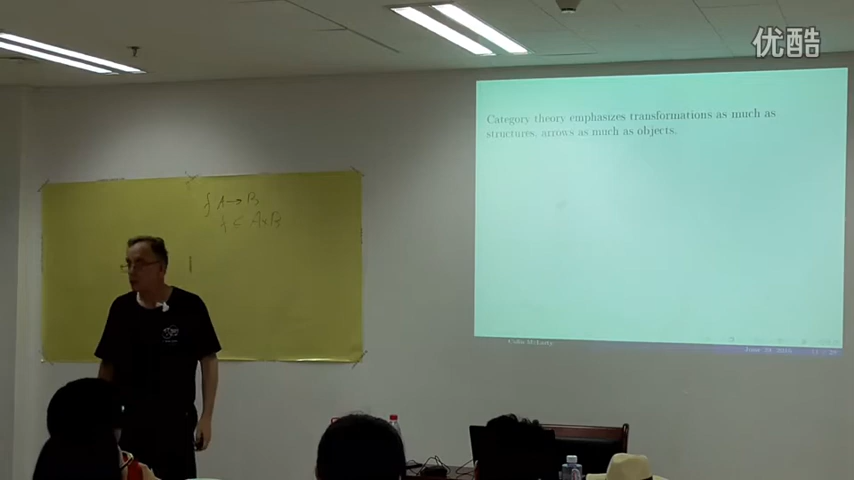 优酷
Category theory emphasizes transformations as much as
structures, arrows as much as objects.
f A → B
f ⊂ A×B